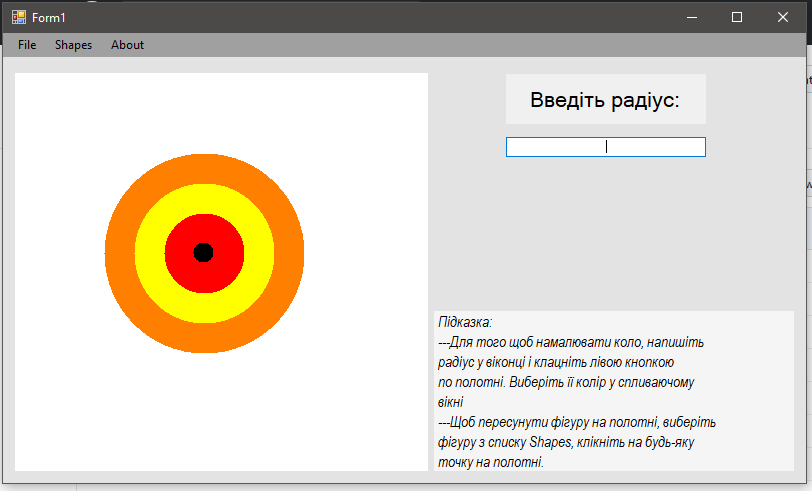 Form1
File Shapes About
Введіть радіус:
Підказка:
---Для того щоб намалювати коло, напишіть
радіус у віконці і клацніть лівою кнопкою
по полотні. Виберіть її колір у спливаючому
вікні
---Щоб пересунути фігуру на полотні, виберіть
фігуру з списку Shapes, клікніть на будь-яку
точку на полотні.